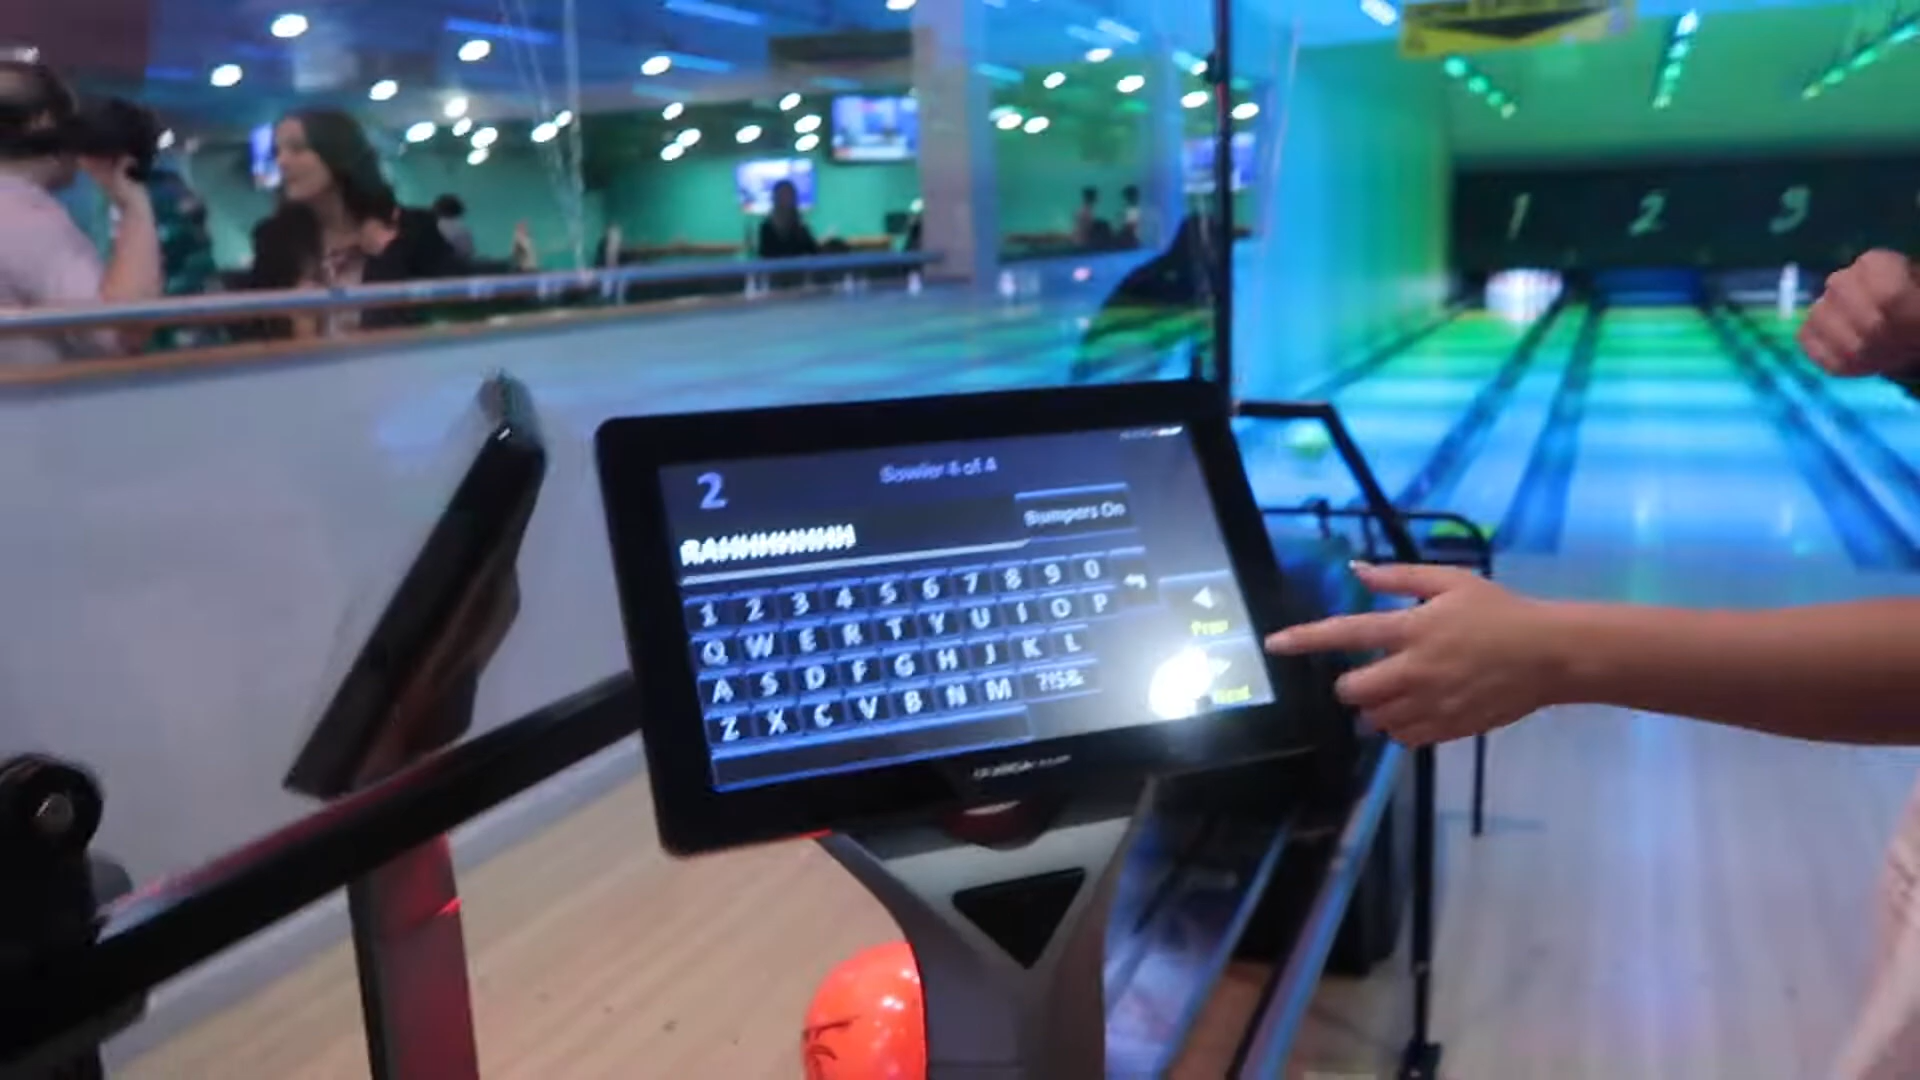 1 2 3
2
Bowler 4 of 4
Bumpers On
1 2 3 4 5 6 7 8 9 0
Q W E R T Y U I O P
A S D F G H J K L
Z X C V B N M ?!$&
Prev
Next